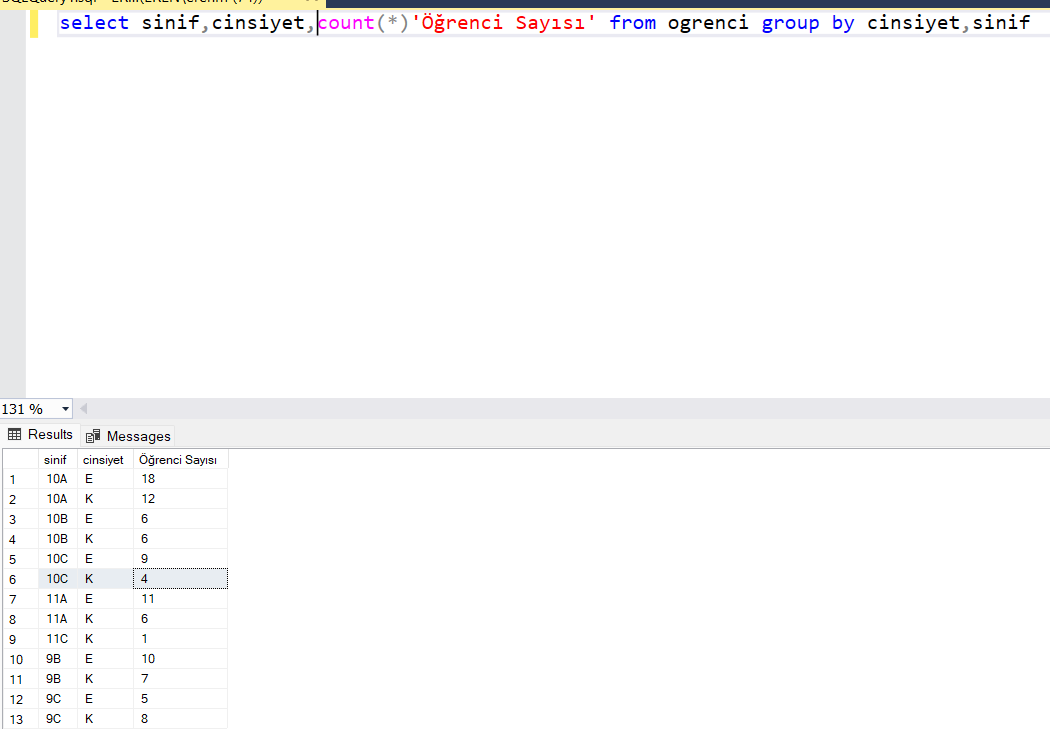 select sinif,cinsiyet,count(*)'Öğrenci Sayısı' from ogrenci group by cinsiyet,sinif
131 %
Results Messages
sinif cinsiyet Öğrenci Sayısı
1 10A E 18
2 10A K 12
3 10B E 6
4 10B K 6
5 10C E 9
6 10C K 4
7 11A E 11
8 11A K 6
9 11C K 1
10 9B E 10
11 9B K 7
12 9C E 5
13 9C K 8